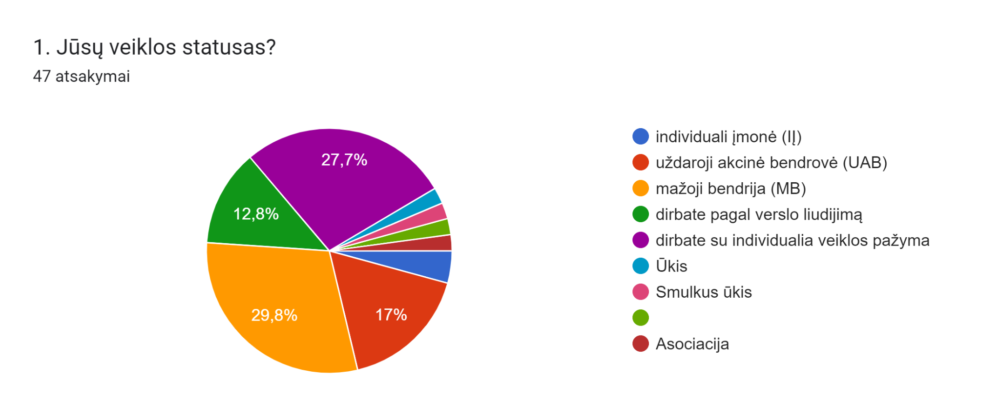 1. Jūsų veiklos statusas?
47 atsakymai
27,7%
12,8%
29,8%
17%
individuali įmonė (IĮ)
uždaroji akcinė bendrovė (UAB)
mažoji bendrija (MB)
dirbate pagal verslo liudijimą
dirbate su individualia veiklos pažyma
Ūkis
Smulkus ūkis
Asociacija